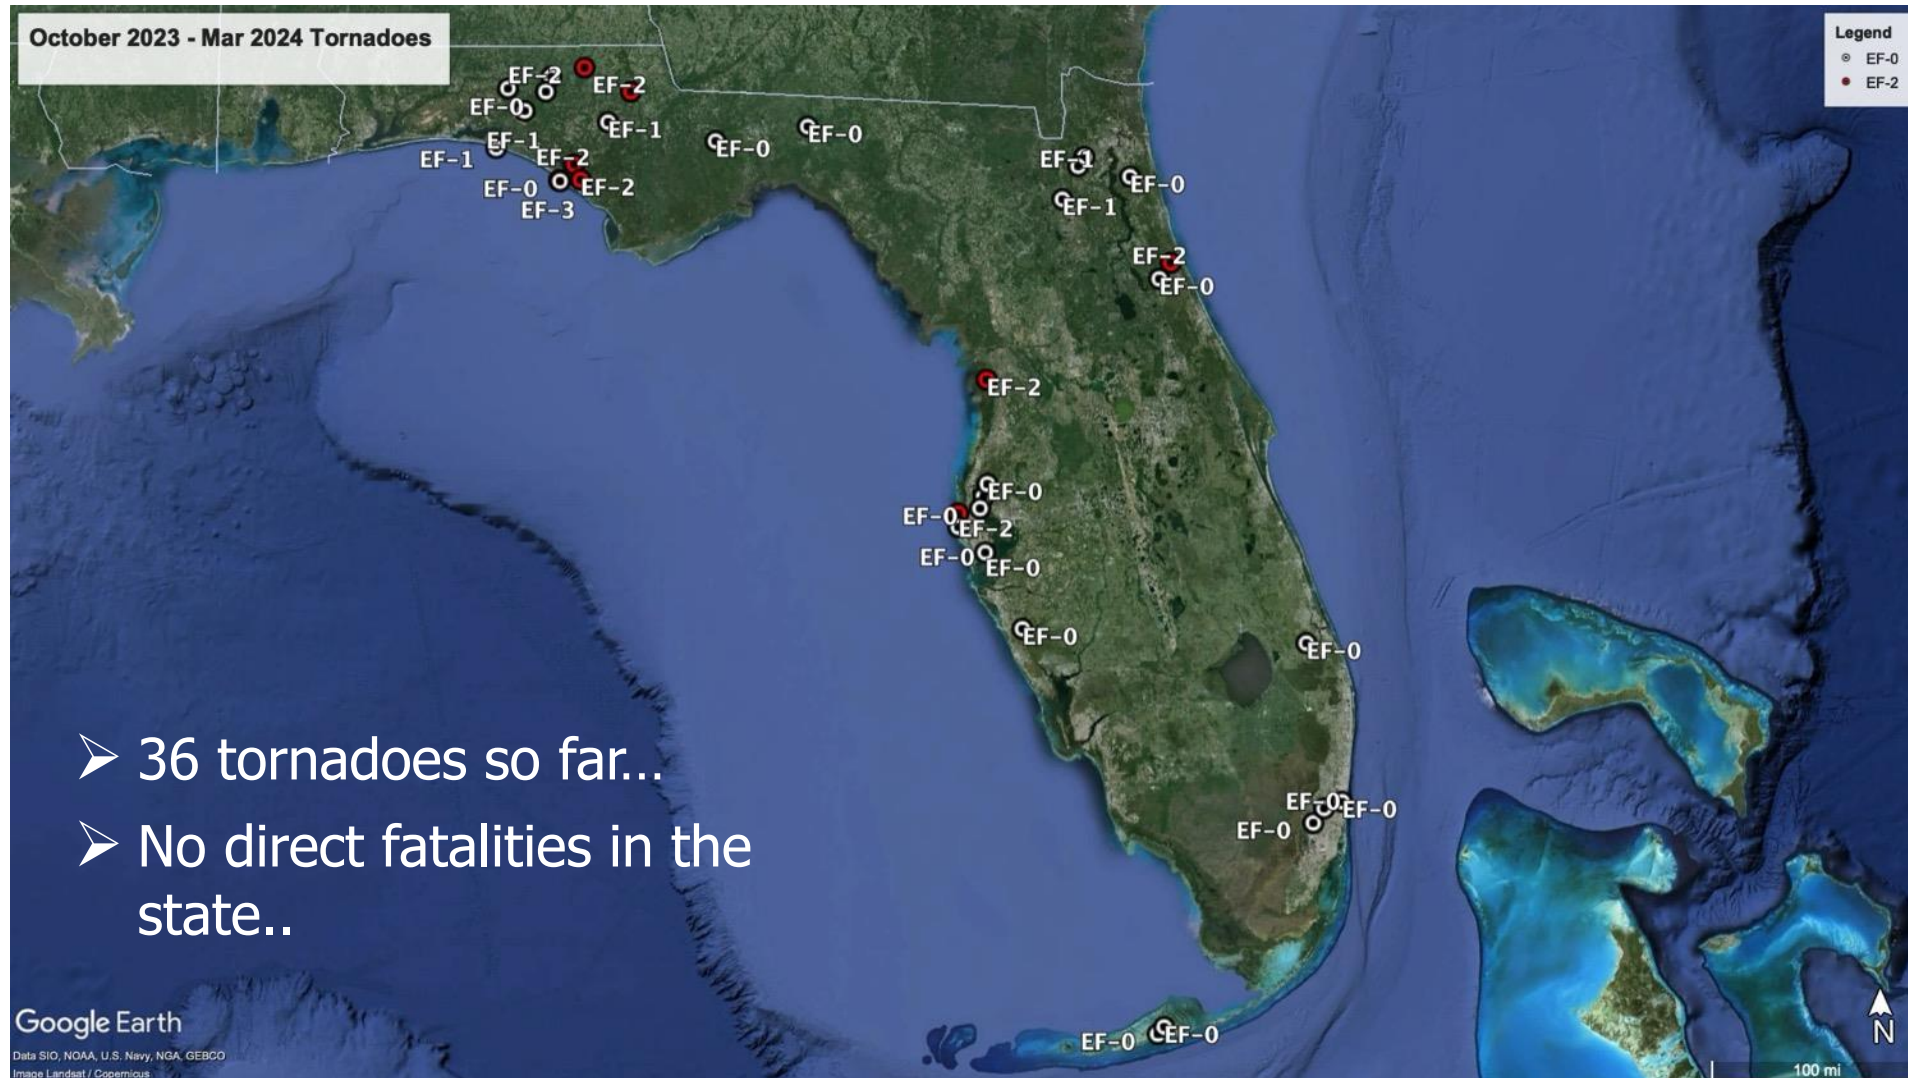 October 2023 - Mar 2024 Tornadoes
Legend
EF-0
EF-2
EF-2
EF-2
EF-0
EF-1
EF-1
EF-1
EF-2
EF-0
EF-2
EF-3
EF-0
EF-0
EF-1
EF-0
EF-1
EF-2
EF-0
EF-2
EF-0
EF-0
EF-2
EF-0
EF-0
EF-0
EF-0
EF-0
EF-0
EF-0
EF-0
EF-0
➢ 36 tornadoes so far...
➢ No direct fatalities in the
state..
Google Earth
Data SIO, NOAA, U.S. Navy, NGA, GEBCO
Image Landsat / Copernicus
N
100 mi